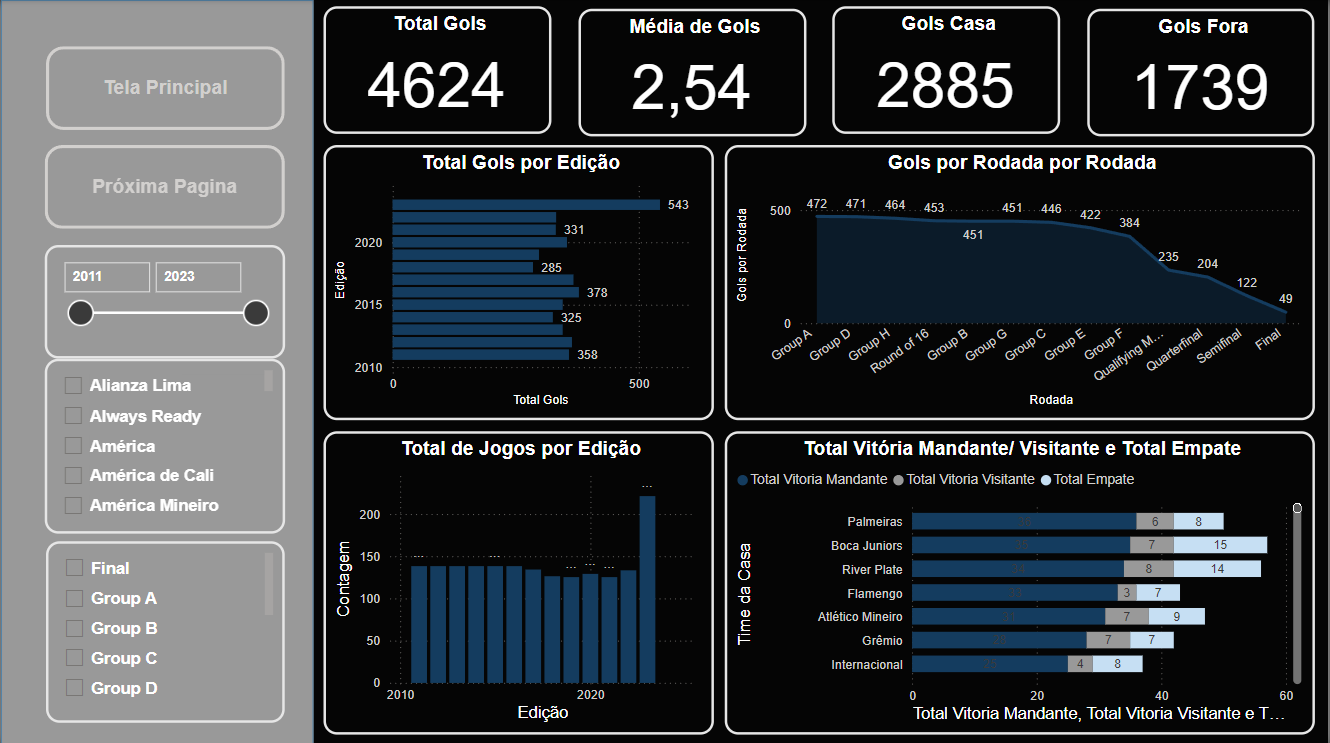 Tela Principal
Próxima Pagina
2011 2023
Alianza Lima
Always Ready
América
América de Cali
América Mineiro
Final
Group A
Group B
Group C
Group D
Total Gols
4624
Média de Gols
2,54
Gols Casa
2885
Gols Fora
1739
Total Gols por Edição
Edição
2020
2015
2010
543
331
285
378
325
358
0 500
Total Gols
Gols por Rodada por Rodada
Gols por Rodada
500
0
472 471 464 453 451 451 446 422 384 235 204 122 49
Group A Group D Group H Round of 16 Group B Group G Group C Group E Group F Qualifying M... Quarterfinal Semifinal Final
Rodada
Total de Jogos por Edição
Contagem
200
150
100
50
0
... ... ... ... ... ...
2010 2020
Edição
Total Vitória Mandante/ Visitante e Total Empate
Total Vitoria Mandante Total Vitoria Visitante Total Empate
Time da Casa
Palmeiras 36 6 8
Boca Juniors 35 7 15
River Plate 34 8 14
Flamengo 33 3 7
Atlético Mineiro 31 7 9
Grêmio 28 7 7
Internacional 25 4 8
0 20 40 60
Total Vitoria Mandante, Total Vitoria Visitante e T...